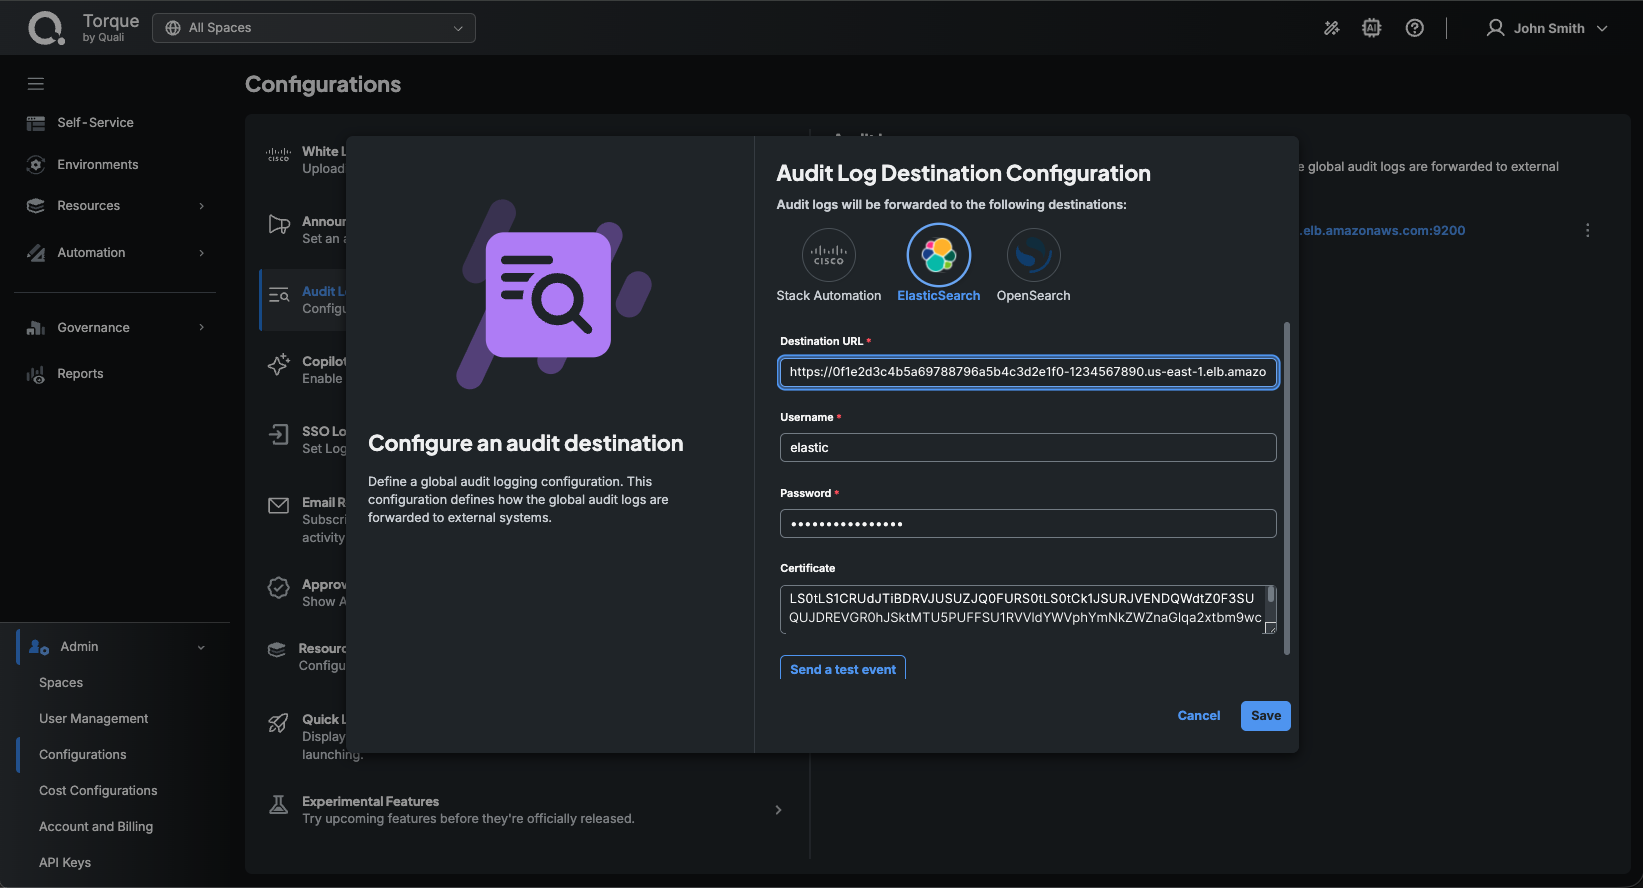 Torque
by Quali
All Spaces
AI
John Smith
Configurations
Self-Service
Environments
Resources
Automation
Governance
Reports
Admin
Spaces
User Management
Configurations
Cost Configurations
Account and Billing
API Keys
CISCO
White L
Upload
Announ
Set an a
Audit L
Configu
Copilot
Enable
SSO Lo
Set Log
Email R
Subscri
activity
Approv
Show A
Resourc
Configu
Quick L
Display
launching.
Experimental Features
Try upcoming features before they're officially released.
e global audit logs are forwarded to external
.elb.amazonaws.com:9200
Configure an audit destination
Define a global audit logging configuration. This
configuration defines how the global audit logs are
forwarded to external systems.
Audit Log Destination Configuration
Audit logs will be forwarded to the following destinations:
CISCO
Stack Automation
ElasticSearch
OpenSearch
Destination URL *
https://0f1e2d3c4b5a69788796a5b4c3d2e1f0-1234567890.us-east-1.elb.amazo
Username *
elastic
Password *
••••••••••••••••
Certificate
LS0tLS1CRUdJTiBDRVJUSUZJQ0FURS0tLS0tCk1JSURJVENDQWdtZ0F3SU
QUJDREVGR0hJSktMTU5PUFFSU1RVVldYWVphYmNkZWZnaGlqa2xtbm9wc
Send a test event
Cancel
Save